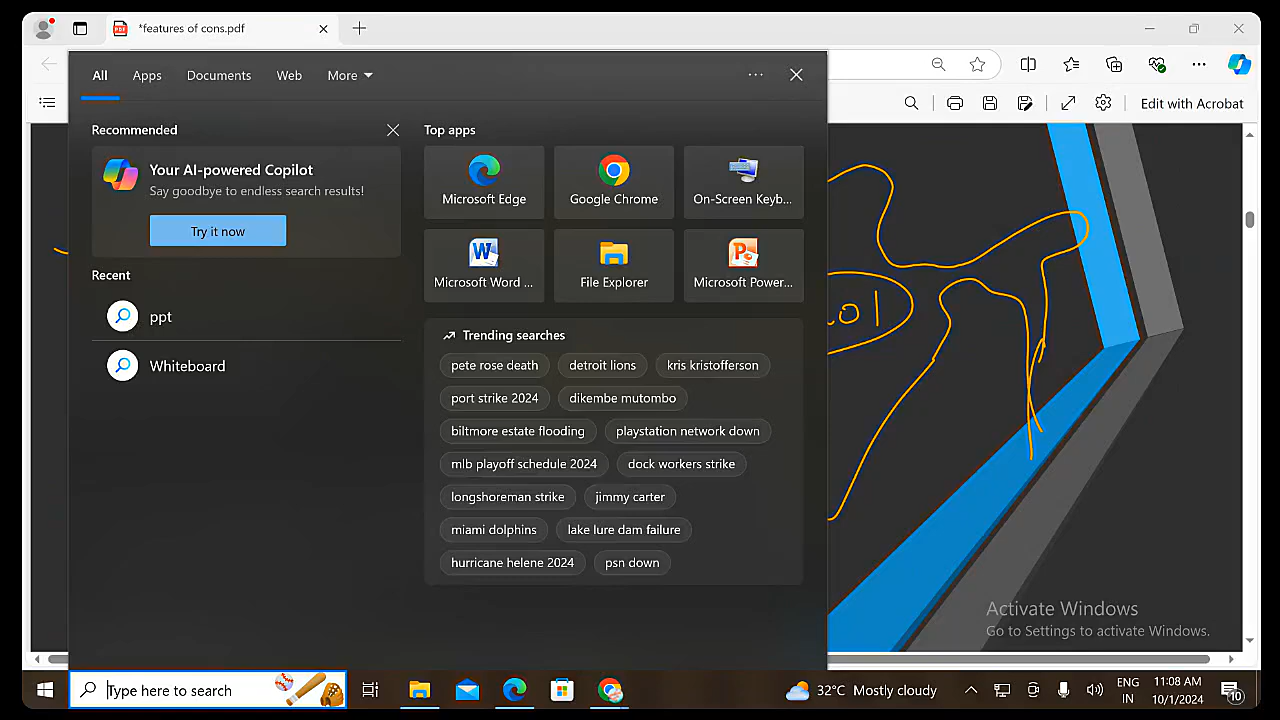 *features of cons.pdf
All Apps Documents Web More
Edit with Acrobat
Recommended
Your AI-powered Copilot
Say goodbye to endless search results!
Try it now
Recent
ppt
Whiteboard
Top apps
Microsoft Edge
Google Chrome
On-Screen Keyb...
Microsoft Word ...
File Explorer
Microsoft Power...
Trending searches
pete rose death
detroit lions
kris kristofferson
port strike 2024
dikembe mutombo
biltmore estate flooding
playstation network down
mlb playoff schedule 2024
dock workers strike
longshoreman strike
jimmy carter
miami dolphins
lake lure dam failure
hurricane helene 2024
psn down
Activate Windows
Go to Settings to activate Windows.
Type here to search
32°C Mostly cloudy
ENG
IN
11:08 AM
10/1/2024
10